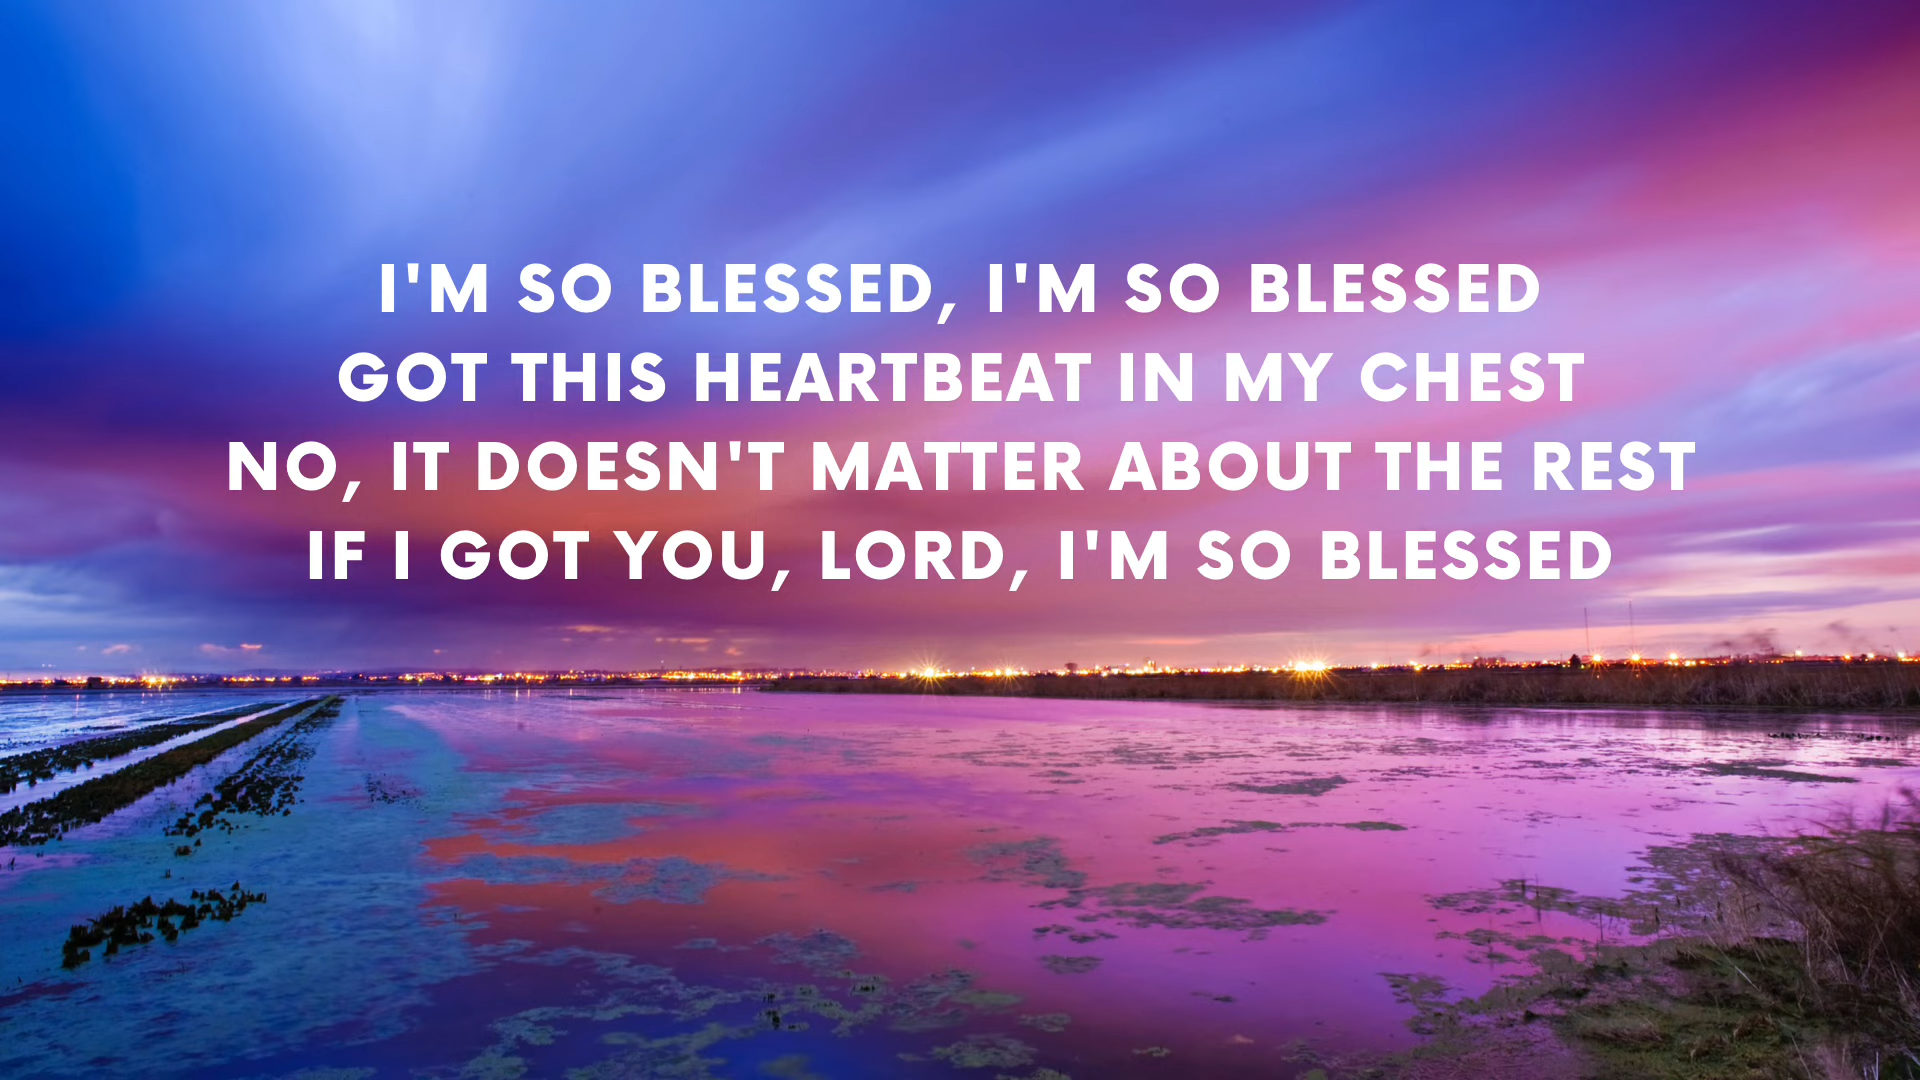 I'M SO BLESSED, I'M SO BLESSED
GOT THIS HEARTBEAT IN MY CHEST
NO, IT DOESN'T MATTER ABOUT THE REST
IF I GOT YOU, LORD, I'M SO BLESSED